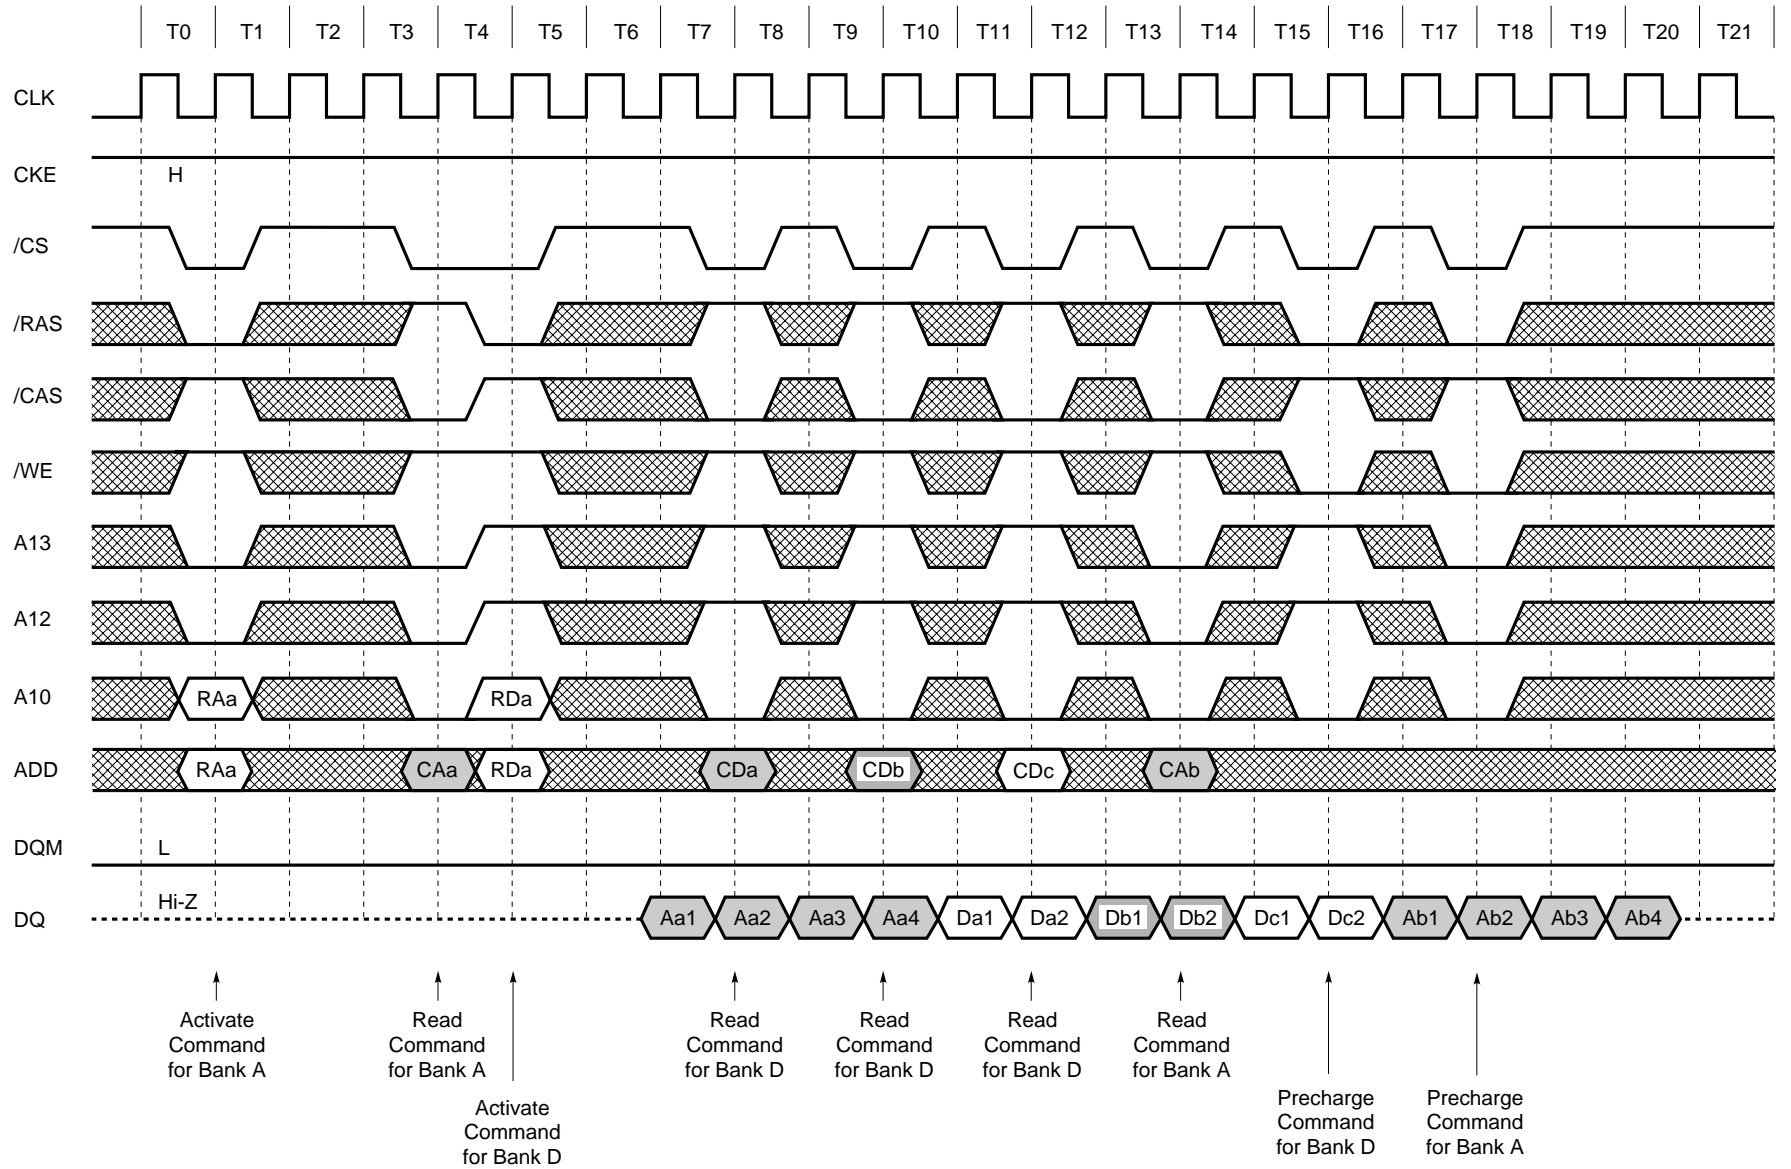 T0 T1 T2 T3 T4 T5 T6 T7 T8 T9 T10 T11 T12 T13 T14 T15 T16 T17 T18 T19 T20 T21
CLK
CKE H
/CS
/RAS
/CAS
/WE
A13
A12
A10 RAa RDa
ADD RAa CAa RDa CDa CDb CDc CAb
DQM L
Hi-Z
DQ Aa1 Aa2 Aa3 Aa4 Da1 Da2 Db1 Db2 Dc1 Dc2 Ab1 Ab2 Ab3 Ab4
Activate
Command
for Bank A
Read
Command
for Bank A
Activate
Command
for Bank D
Read
Command
for Bank D
Read
Command
for Bank D
Read
Command
for Bank D
Read
Command
for Bank A
Precharge
Command
for Bank D
Precharge
Command
for Bank A